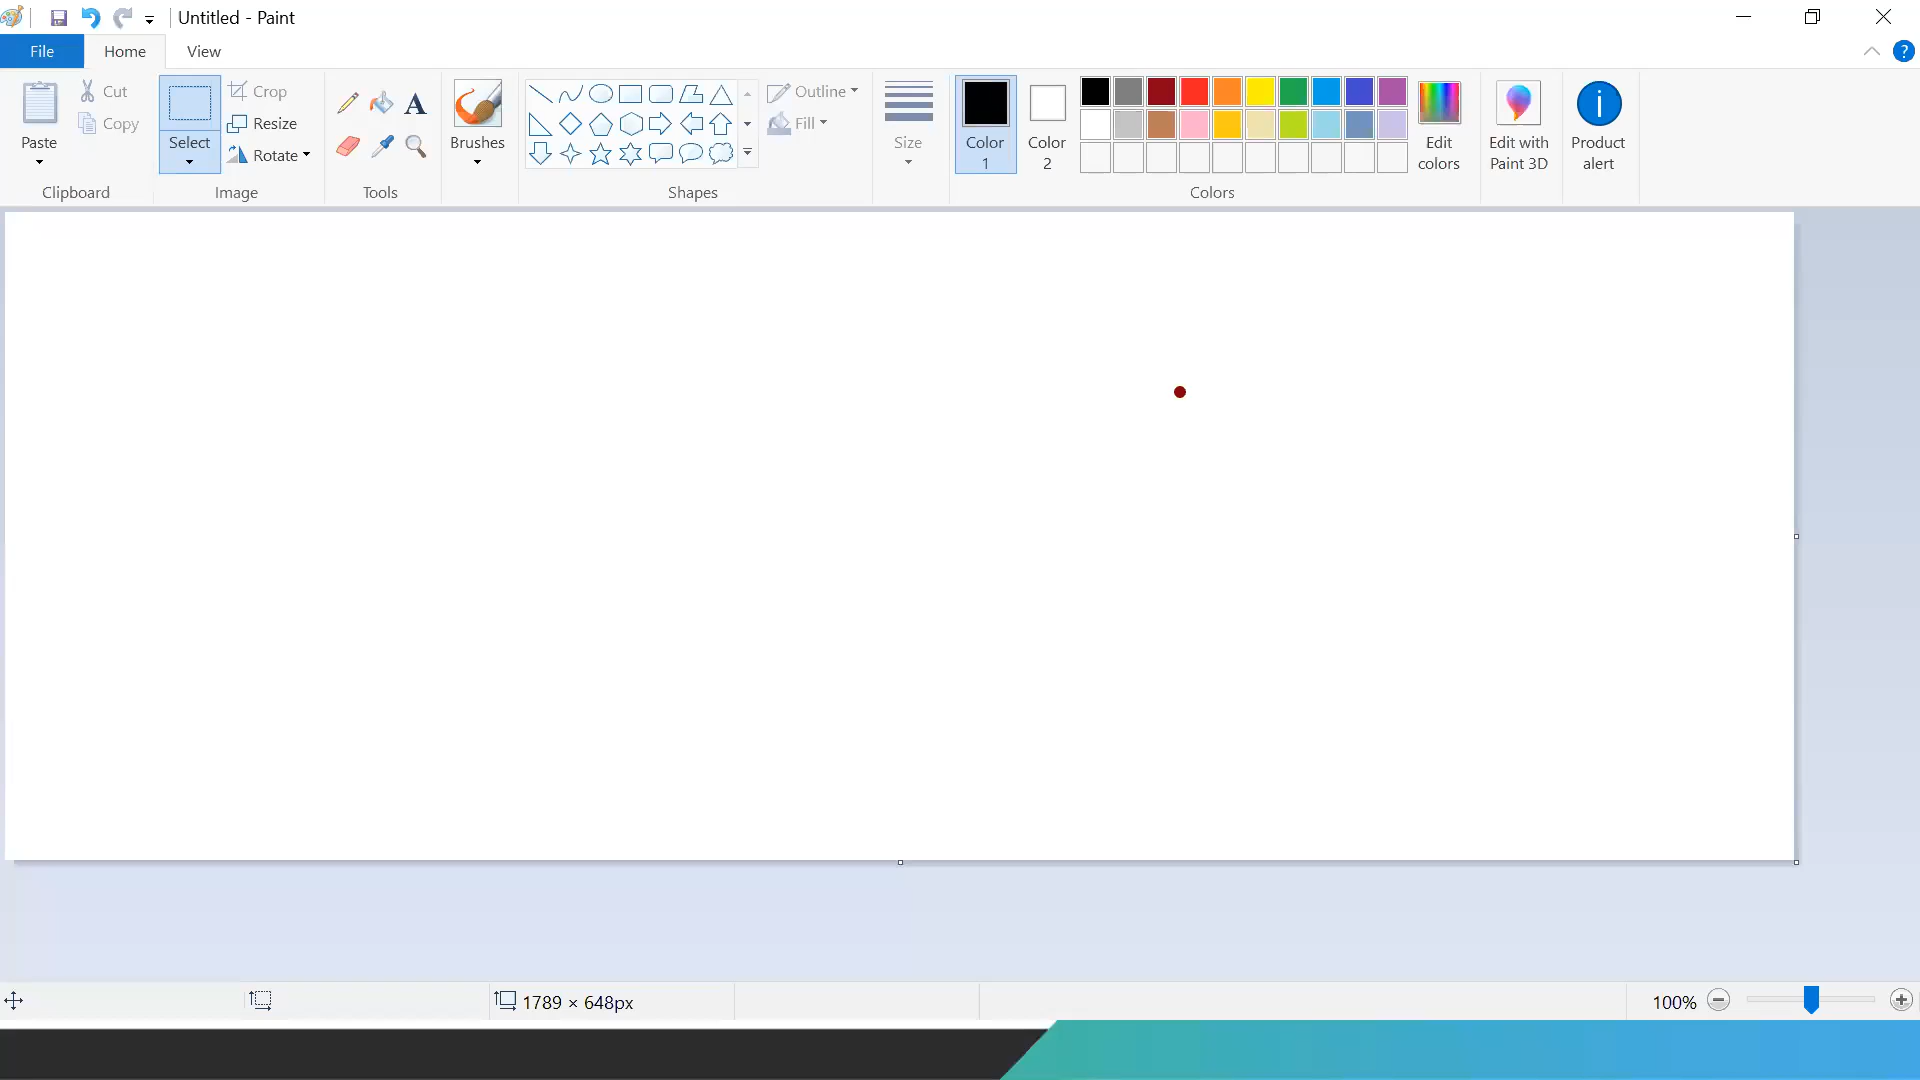 Untitled - Paint
File Home View ?
Paste
Cut
Copy
Clipboard
Select
Crop
Resize
Rotate
Image
A
Tools
Brushes
Shapes
Outline
Fill
Size
Color
1
Color
2
Colors
Edit
colors
Edit with
Paint 3D
i
Product
alert
1789 × 648px
100%